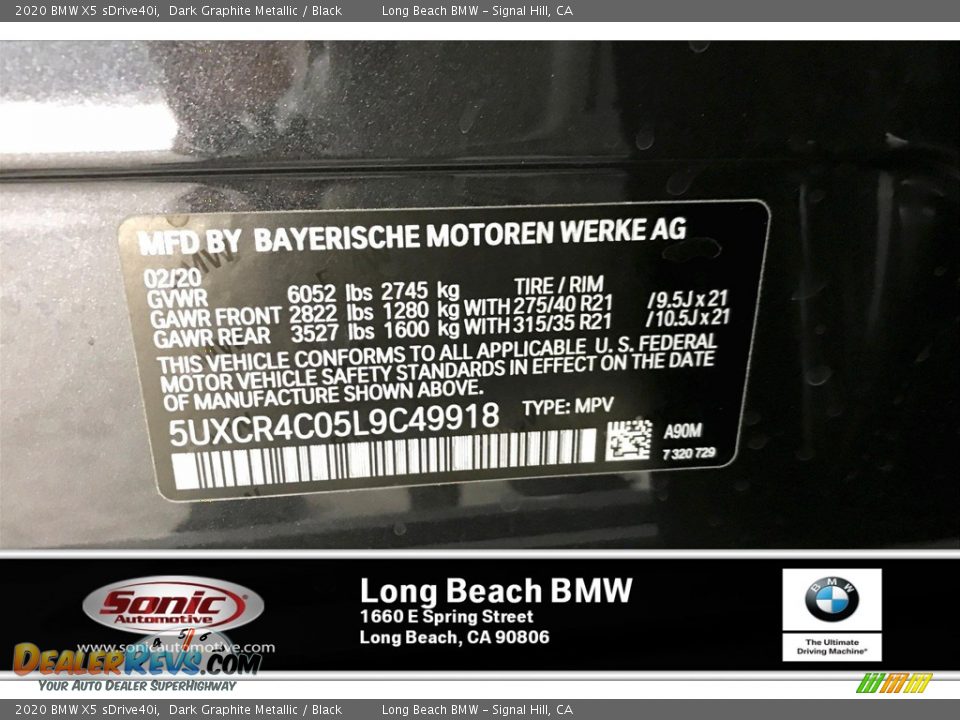 2020 BMW X5 sDrive40i, Dark Graphite Metallic / Black Long Beach BMW - Signal Hill, CA
MFD BY BAYERISCHE MOTOREN WERKE AG
02/20
GVWR 6052 lbs 2745 kg TIRE / RIM
GAWR FRONT 2822 lbs 1280 kg WITH 275/40 R21 /9.5J x 21
GAWR REAR 3527 lbs 1600 kg WITH 315/35 R21 /10.5J x 21
THIS VEHICLE CONFORMS TO ALL APPLICABLE U. S. FEDERAL
MOTOR VEHICLE SAFETY STANDARDS IN EFFECT ON THE DATE
OF MANUFACTURE SHOWN ABOVE.
5UXCR4C05L9C49918 TYPE: MPV
A90M
7 320 729
Sonic
Automotive
www.sonicautomotive.com
Long Beach BMW
1660 E Spring Street
Long Beach, CA 90806
BMW
The Ultimate
Driving Machine®
DealerRevs.com
Your Auto Dealer SuperHighway
2020 BMW X5 sDrive40i, Dark Graphite Metallic / Black Long Beach BMW - Signal Hill, CA